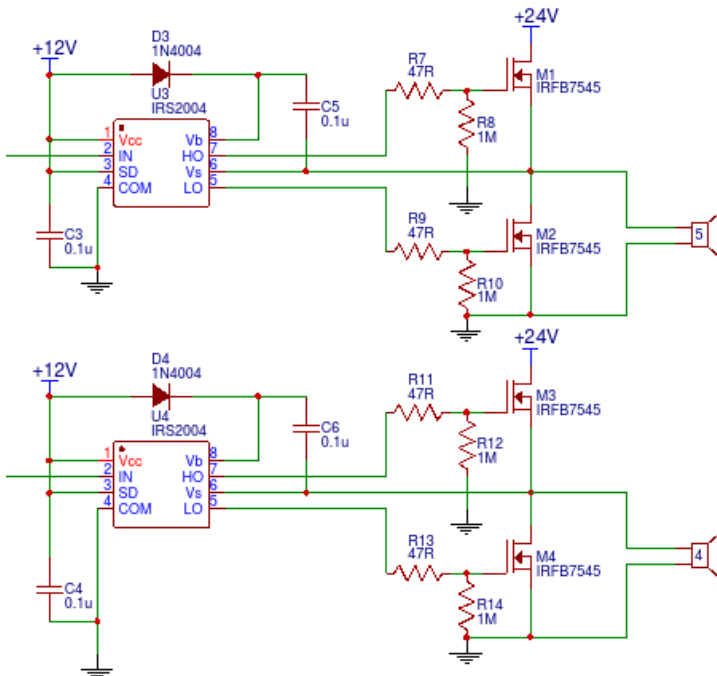 +24V
+12V
D3
1N4004
U3
IRS2004
1
2
3
4
Vcc
IN
SD
COM
Vb
HO
Vs
LO
8
7
6
5
C5
0.1u
R7
47R
R8
1M
M1
IRFB7545
C3
0.1u
R9
47R
R10
1M
M2
IRFB7545
5
+24V
+12V
D4
1N4004
U4
IRS2004
1
2
3
4
Vcc
IN
SD
COM
Vb
HO
Vs
LO
8
7
6
5
C6
0.1u
R11
47R
R12
1M
M3
IRFB7545
C4
0.1u
R13
47R
R14
1M
M4
IRFB7545
4